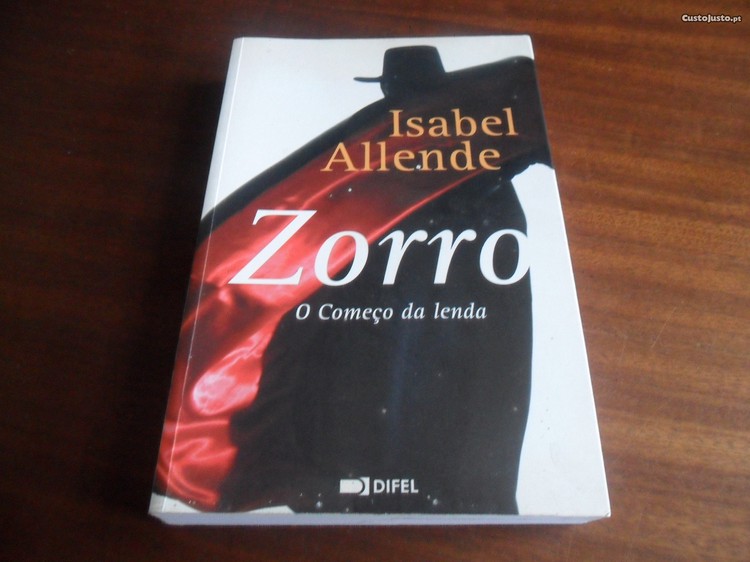 CustoJusto.pt
Isabel
Allende
Zorro
O Começo da lenda
DIFEL